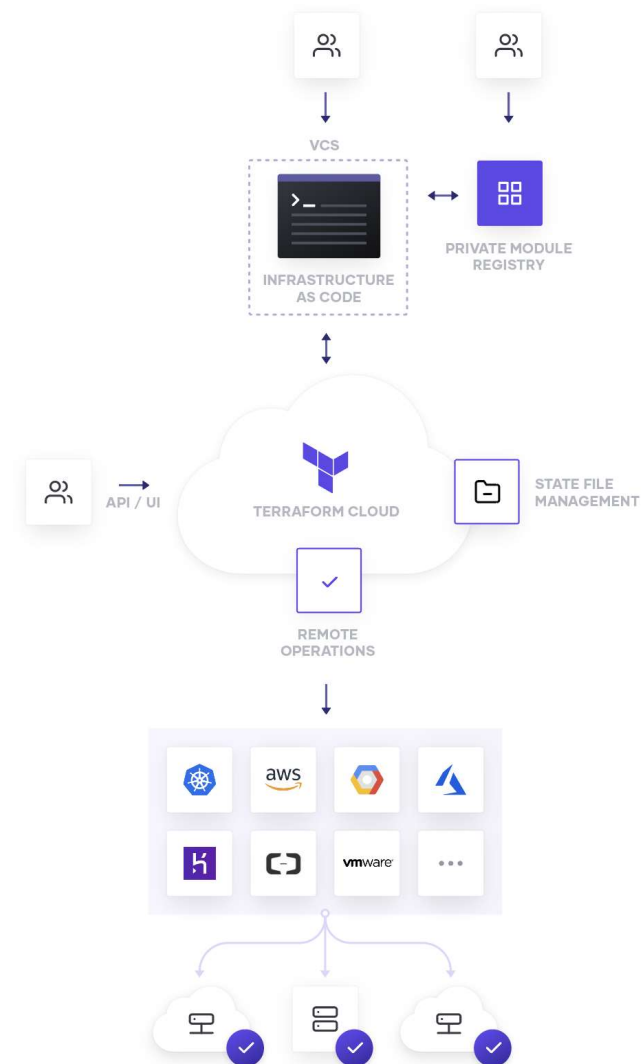 VCS
INFRASTRUCTURE
AS CODE
PRIVATE MODULE
REGISTRY
API / UI
TERRAFORM CLOUD
STATE FILE
MANAGEMENT
REMOTE
OPERATIONS
aws
vmware